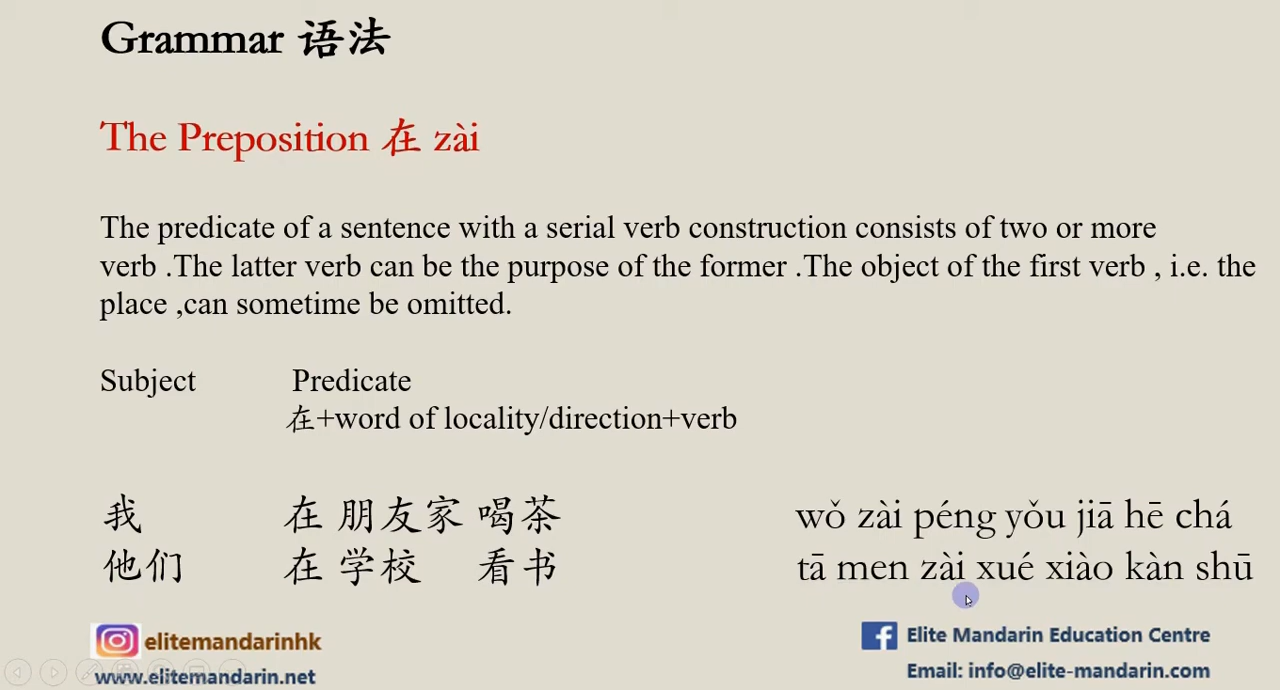 Grammar 语法
The Preposition 在 zài
The predicate of a sentence with a serial verb construction consists of two or more
verb .The latter verb can be the purpose of the former .The object of the first verb , i.e. the
place ,can sometime be omitted.
Subject Predicate
在+word of locality/direction+verb
我 在 朋友家 喝茶 wǒ zài péng yǒu jiā hē chá
他们 在 学校 看书 tā men zài xué xiào kàn shū
elitemandarinhk
www.elitemandarin.net
Elite Mandarin Education Centre
Email: info@elite-mandarin.com